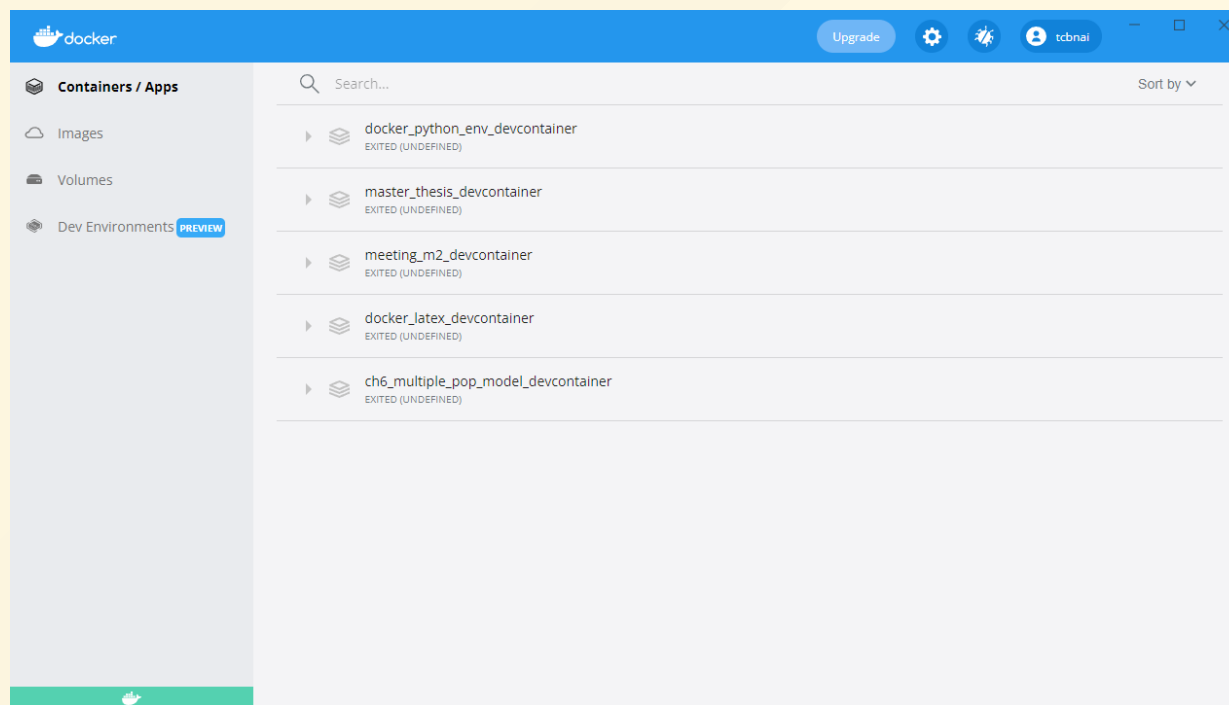 docker
Upgrade
tcbnai
Containers / Apps
Images
Volumes
Dev Environments PREVIEW
Search...
Sort by
docker_python_env_devcontainer
EXITED (UNDEFINED)
master_thesis_devcontainer
EXITED (UNDEFINED)
meeting_m2_devcontainer
EXITED (UNDEFINED)
docker_latex_devcontainer
EXITED (UNDEFINED)
ch6_multiple_pop_model_devcontainer
EXITED (UNDEFINED)